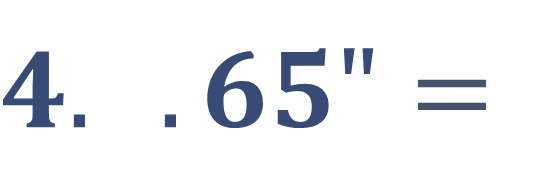 4. .65" =